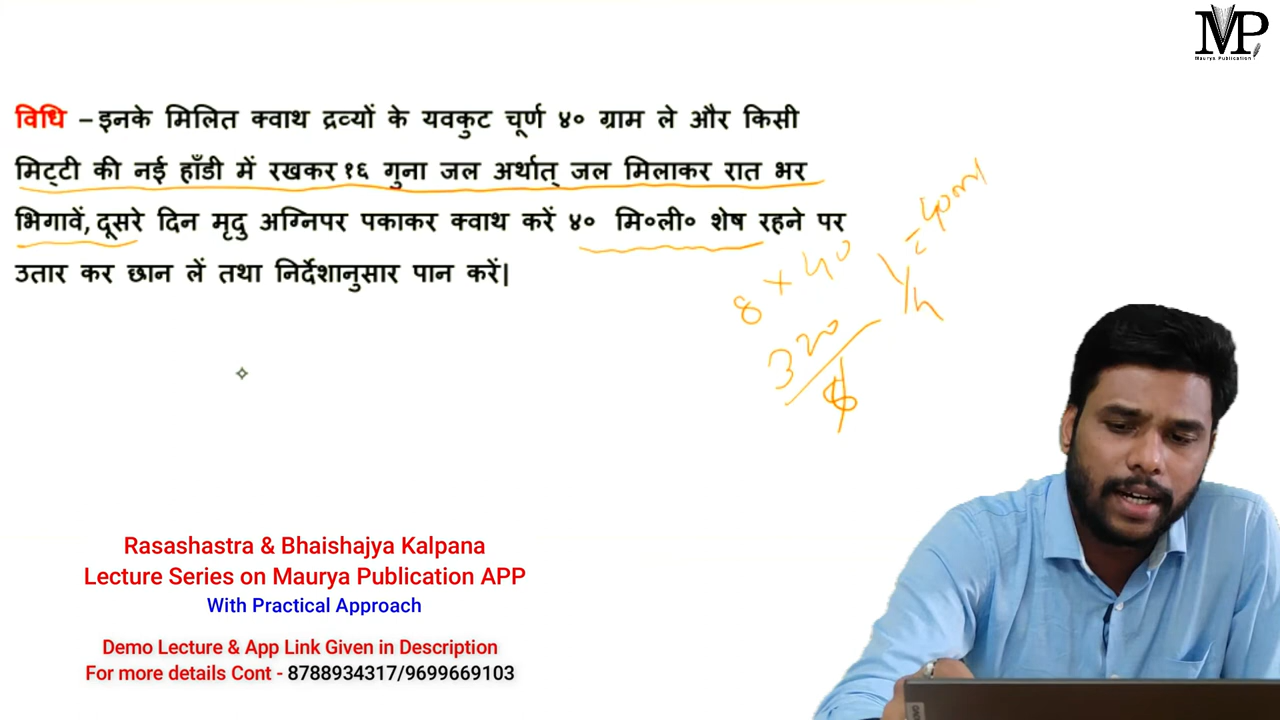 MP
Maurya Publication
विधि – इनके मिलित क्वाथ द्रव्यों के यवकुट चूर्ण ४० ग्राम ले और किसी
मिट्टी की नई हाँडी में रखकर १६ गुना जल अर्थात् जल मिलाकर रात भर
भिगावें, दूसरे दिन मृदु अग्निपर पकाकर क्वाथ करें ४० मि०ली० शेष रहने पर
उतार कर छान लें तथा निर्देशानुसार पान करें|
8 × 40
320
= 40ml
Rasashastra & Bhaishajya Kalpana
Lecture Series on Maurya Publication APP
With Practical Approach
Demo Lecture & App Link Given in Description
For more details Cont - 8788934317/9699669103